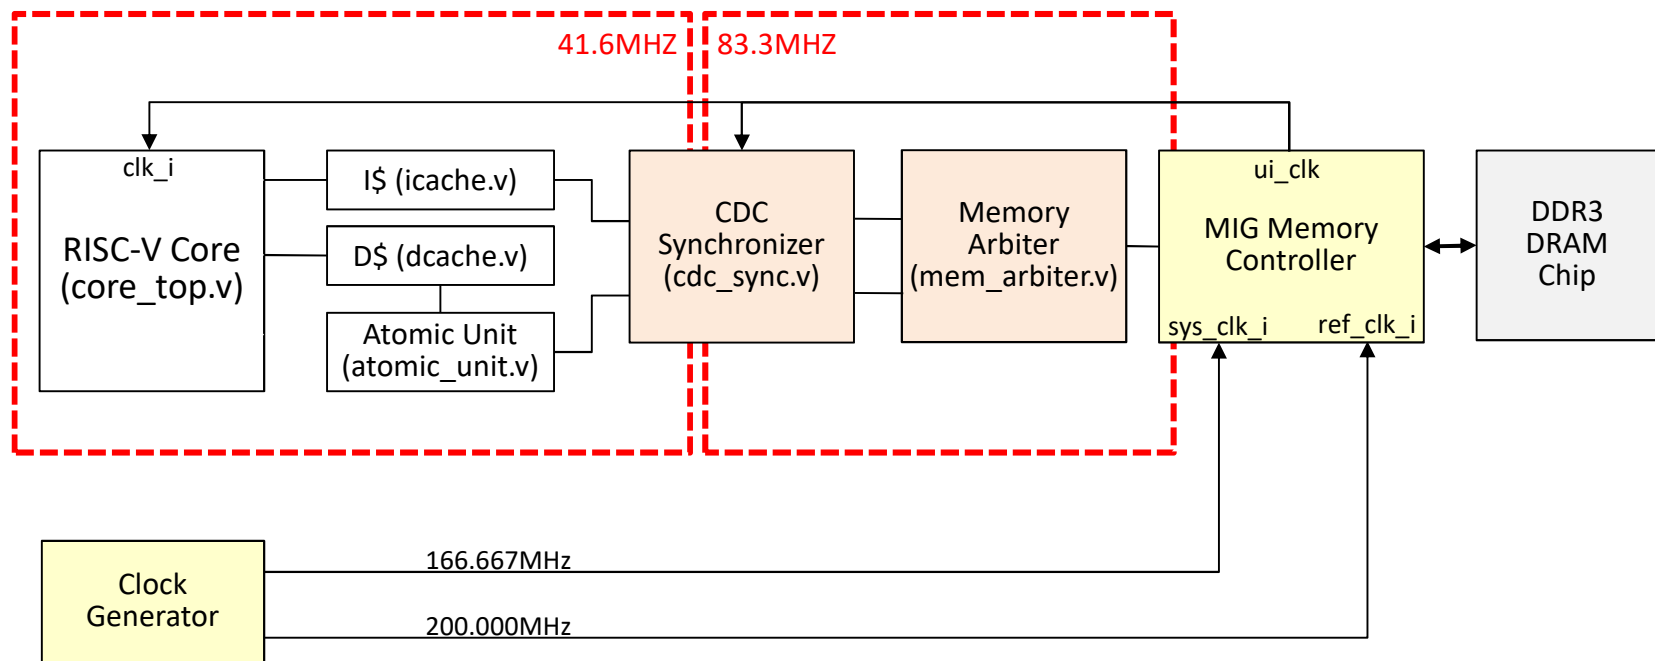 41.6MHZ
83.3MHZ
clk_i
RISC-V Core
(core_top.v)
I$ (icache.v)
D$ (dcache.v)
Atomic Unit
(atomic_unit.v)
CDC
Synchronizer
(cdc_sync.v)
Memory
Arbiter
(mem_arbiter.v)
ui_clk
MIG Memory
Controller
sys_clk_i
ref_clk_i
DDR3
DRAM
Chip
Clock
Generator
166.667MHz
200.000MHz